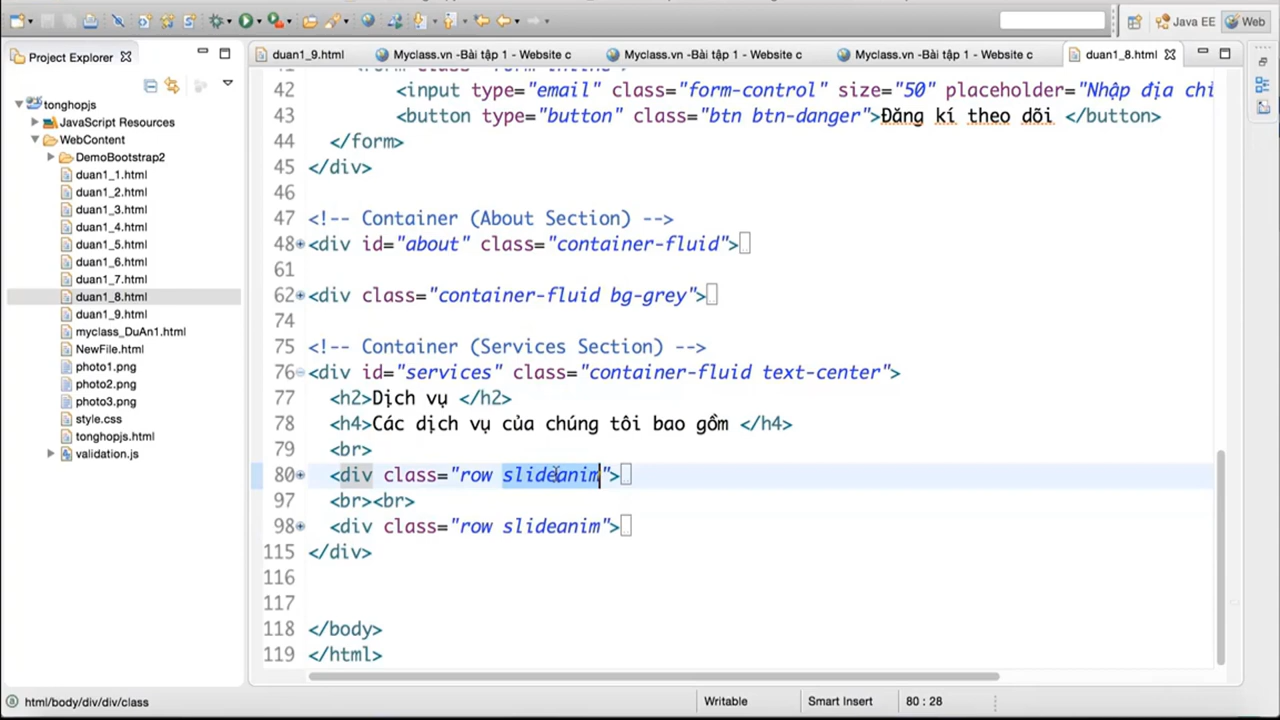 Java EE
Web
Project Explorer
duan1_9.html
Myclass.vn -Bài tập 1 - Website c
Myclass.vn -Bài tập 1 - Website c
Myclass.vn -Bài tập 1 - Website c
duan1_8.html
tonghopjs
JavaScript Resources
WebContent
DemoBootstrap2
duan1_1.html
duan1_2.html
duan1_3.html
duan1_4.html
duan1_5.html
duan1_6.html
duan1_7.html
duan1_8.html
duan1_9.html
myclass_DuAn1.html
NewFile.html
photo1.png
photo2.png
photo3.png
style.css
tonghopjs.html
validation.js
42 <input type="email" class="form-control" size="50" placeholder="Nhập địa chỉ
43 <button type="button" class="btn btn-danger">Đăng kí theo dõi </button>
44 </form>
45 </div>
46
47 <!-- Container (About Section) -->
48 <div id="about" class="container-fluid">
61
62 <div class="container-fluid bg-grey">
74
75 <!-- Container (Services Section) -->
76 <div id="services" class="container-fluid text-center">
77 <h2>Dịch vụ </h2>
78 <h4>Các dịch vụ của chúng tôi bao gồm </h4>
79 <br>
80 <div class="row slideanim">
97 <br><br>
98 <div class="row slideanim">
115 </div>
116
117
118 </body>
119 </html>
html/body/div/div/class
Writable
Smart Insert
80 : 28